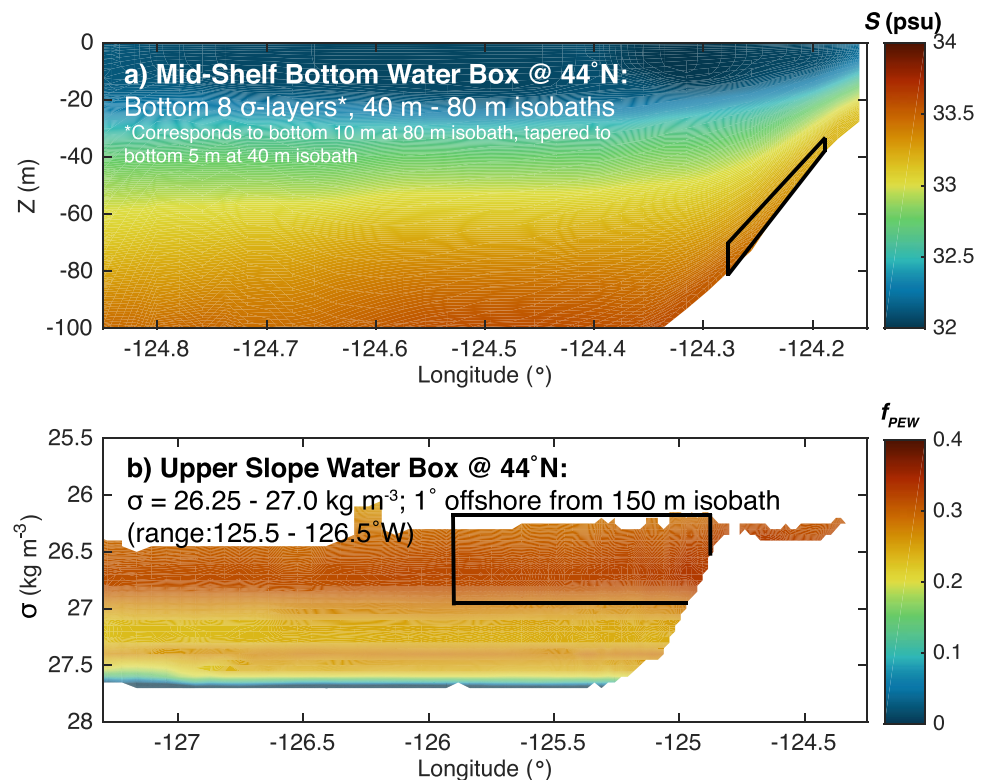 S (psu)
0
-20
-40
-60
-80
-100
Z (m)
a) Mid-Shelf Bottom Water Box @ 44°N:
Bottom 8 σ-layers*, 40 m - 80 m isobaths
*Corresponds to bottom 10 m at 80 m isobath, tapered to
bottom 5 m at 40 m isobath
34
33.5
33
32.5
32
-124.8 -124.7 -124.6 -124.5 -124.4 -124.3 -124.2
Longitude (°)
f_PEW
25.5
26
26.5
27
27.5
28
σ (kg m⁻³)
b) Upper Slope Water Box @ 44°N:
σ = 26.25 - 27.0 kg m⁻³; 1° offshore from 150 m isobath
(range:125.5 - 126.5°W)
0.4
0.3
0.2
0.1
0
-127 -126.5 -126 -125.5 -125 -124.5
Longitude (°)